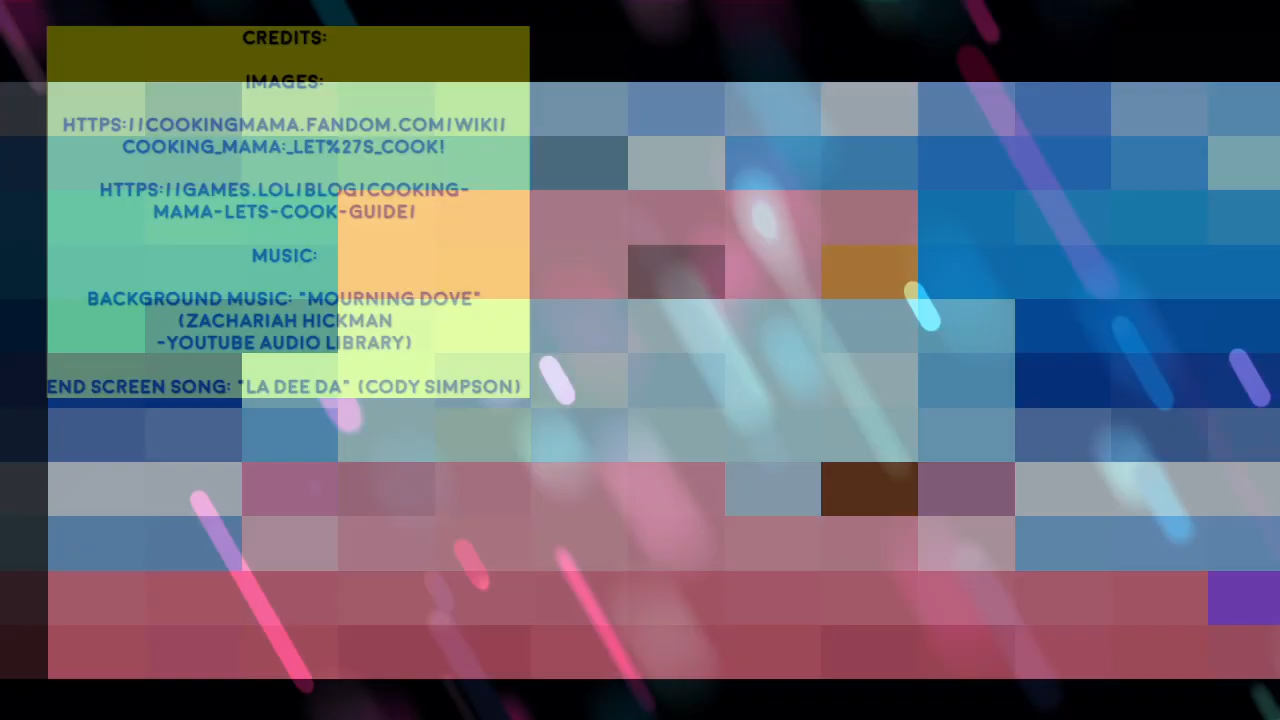 CREDITS:
IMAGES:
HTTPS://COOKINGMAMA.FANDOM.COM/WIKI/
COOKING_MAMA:_LET%27S_COOK!
HTTPS://GAMES.LOL/BLOG/COOKING-
MAMA-LETS-COOK-GUIDE/
MUSIC:
BACKGROUND MUSIC: "MOURNING DOVE"
(ZACHARIAH HICKMAN
-YOUTUBE AUDIO LIBRARY)
END SCREEN SONG: "LA DEE DA" (CODY SIMPSON)